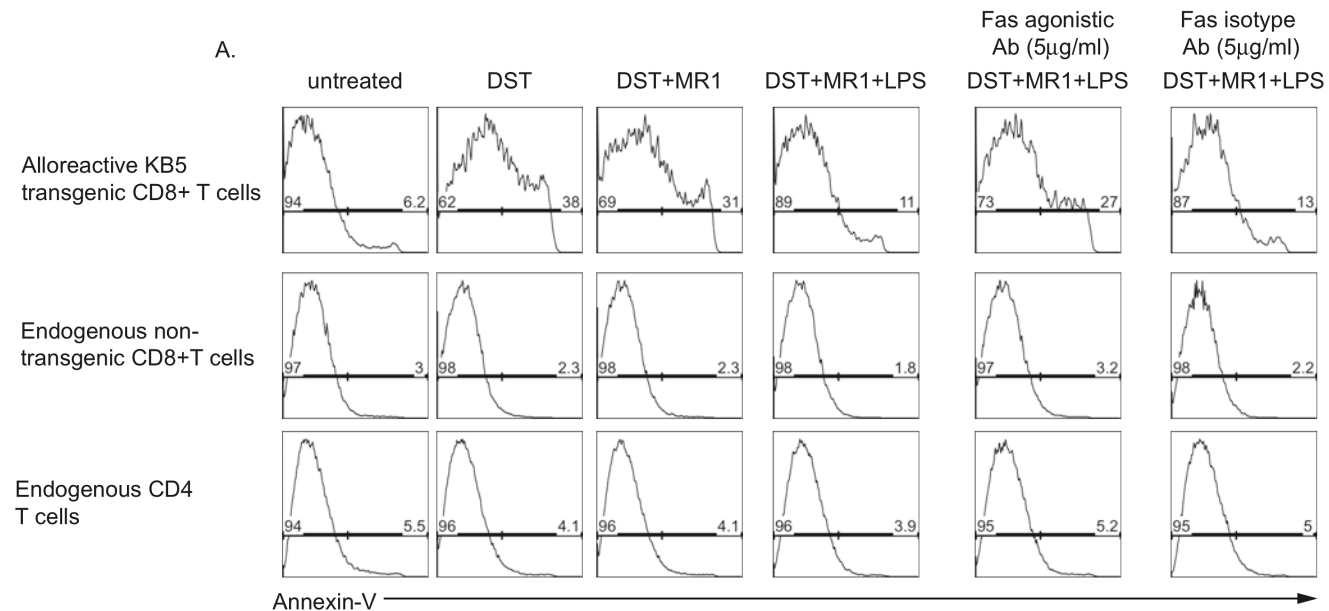 A.
Fas agonistic
Ab (5μg/ml)
Fas isotype
Ab (5μg/ml)
untreated
DST
DST+MR1
DST+MR1+LPS
DST+MR1+LPS
DST+MR1+LPS
Alloreactive KB5
transgenic CD8+ T cells
94 6.2
62 38
69 31
89 11
73 27
87 13
Endogenous non-
transgenic CD8+T cells
97 3
98 2.3
98 2.3
98 1.8
97 3.2
98 2.2
Endogenous CD4
T cells
94 5.5
96 4.1
96 4.1
96 3.9
95 5.2
95 5
Annexin-V